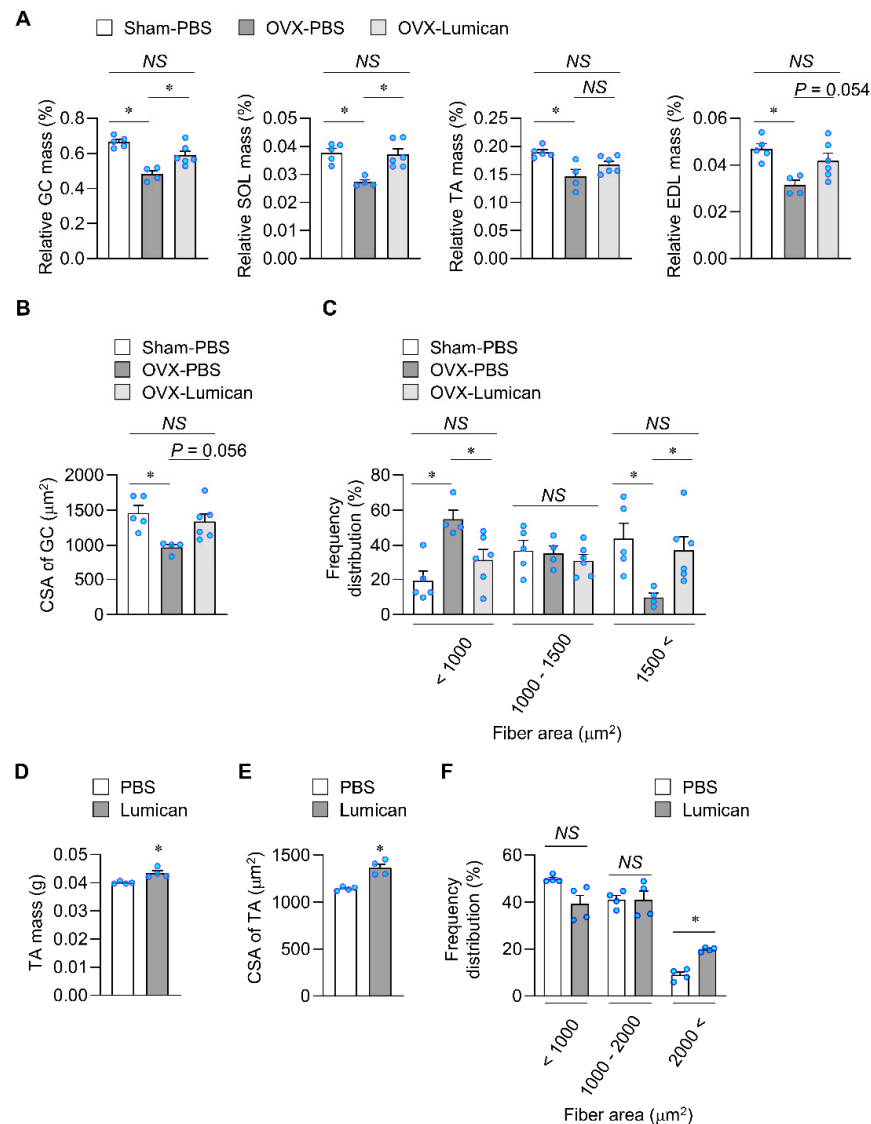 A
Sham-PBS OVX-PBS OVX-Lumican
NS
* *
Relative GC mass (%)
0.8
0.6
0.4
0.2
0.0
NS
* *
Relative SOL mass (%)
0.05
0.04
0.03
0.02
0.01
0.00
NS
* NS
Relative TA mass (%)
0.25
0.20
0.15
0.10
0.05
0.00
NS
* P = 0.054
Relative EDL mass (%)
0.06
0.04
0.02
0.00
B
Sham-PBS
OVX-PBS
OVX-Lumican
NS
P = 0.056
*
CSA of GC (μm²)
2000
1500
1000
500
0
C
Sham-PBS
OVX-PBS
OVX-Lumican
NS NS
* * NS * *
Frequency
distribution (%)
80
60
40
20
0
< 1000
1000 - 1500
1500 <
Fiber area (μm²)
D
PBS
Lumican
*
TA mass (g)
0.05
0.04
0.03
0.02
0.01
0.00
E
PBS
Lumican
*
CSA of TA (μm²)
1500
1000
500
0
F
PBS
Lumican
NS NS *
Frequency
distribution (%)
60
40
20
0
< 1000
1000 - 2000
2000 <
Fiber area (μm²)